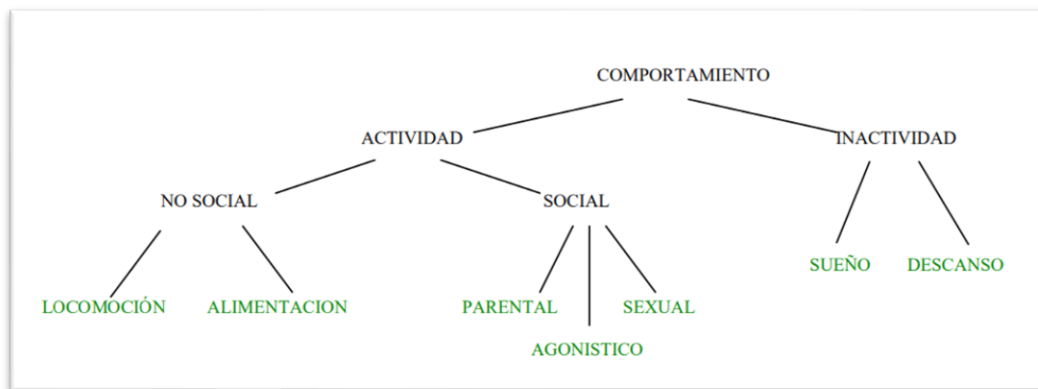 COMPORTAMIENTO
ACTIVIDAD
INACTIVIDAD
NO SOCIAL
SOCIAL
SUEÑO
DESCANSO
LOCOMOCIÓN
ALIMENTACION
PARENTAL
SEXUAL
AGONISTICO